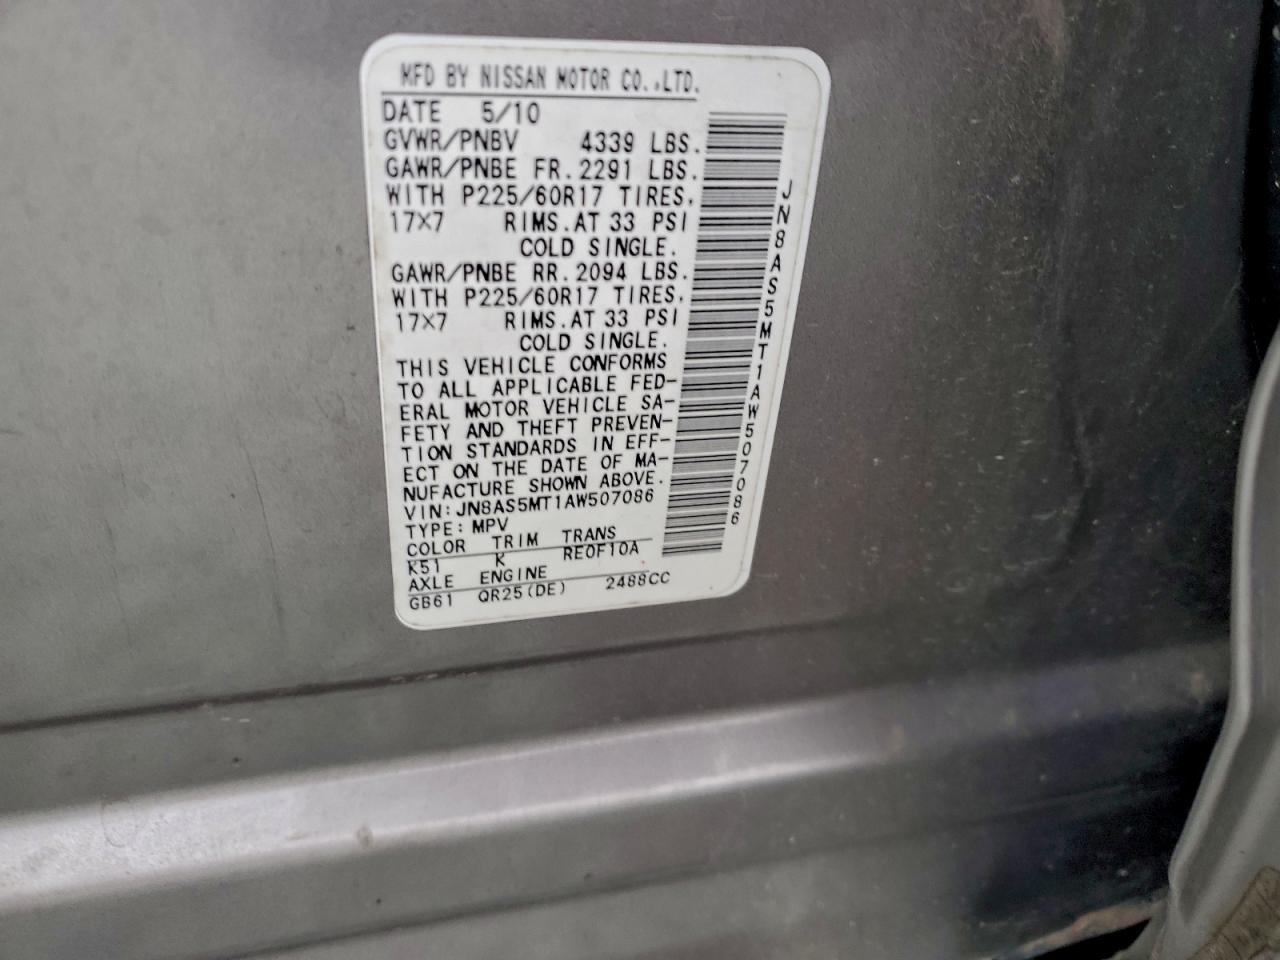 MFD BY NISSAN MOTOR CO.,LTD.
DATE 5/10
GVWR/PNBV 4339 LBS.
GAWR/PNBE FR.2291 LBS.
WITH P225/60R17 TIRES.
17X7 RIMS.AT 33 PSI
COLD SINGLE.
GAWR/PNBE RR.2094 LBS.
WITH P225/60R17 TIRES.
17X7 RIMS.AT 33 PSI
COLD SINGLE.
THIS VEHICLE CONFORMS
TO ALL APPLICABLE FED-
ERAL MOTOR VEHICLE SA-
FETY AND THEFT PREVEN-
TION STANDARDS IN EFF-
ECT ON THE DATE OF MA-
NUFACTURE SHOWN ABOVE.
VIN:JN8AS5MT1AW507086
TYPE:MPV
COLOR TRIM TRANS
K51 K RE0F10A
AXLE ENGINE
GB61 QR25(DE) 2488CC
JN8AS5MT1AW507086